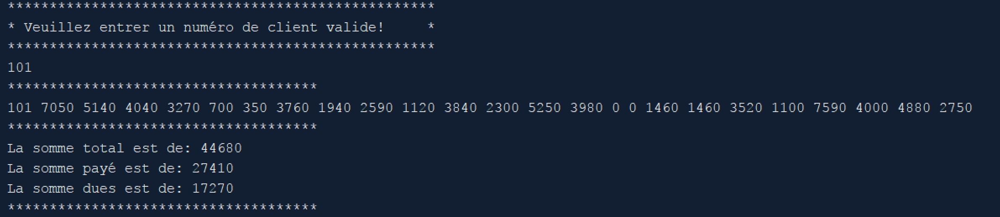 ***************************************************
* Veuillez entrer un numéro de client valide!     *
***************************************************
101
*************************************
101 7050 5140 4040 3270 700 350 3760 1940 2590 1120 3840 2300 5250 3980 0 0 1460 1460 3520 1100 7590 4000 4880 2750
*************************************
La somme total est de: 44680
La somme payé est de: 27410
La somme dues est de: 17270
*************************************